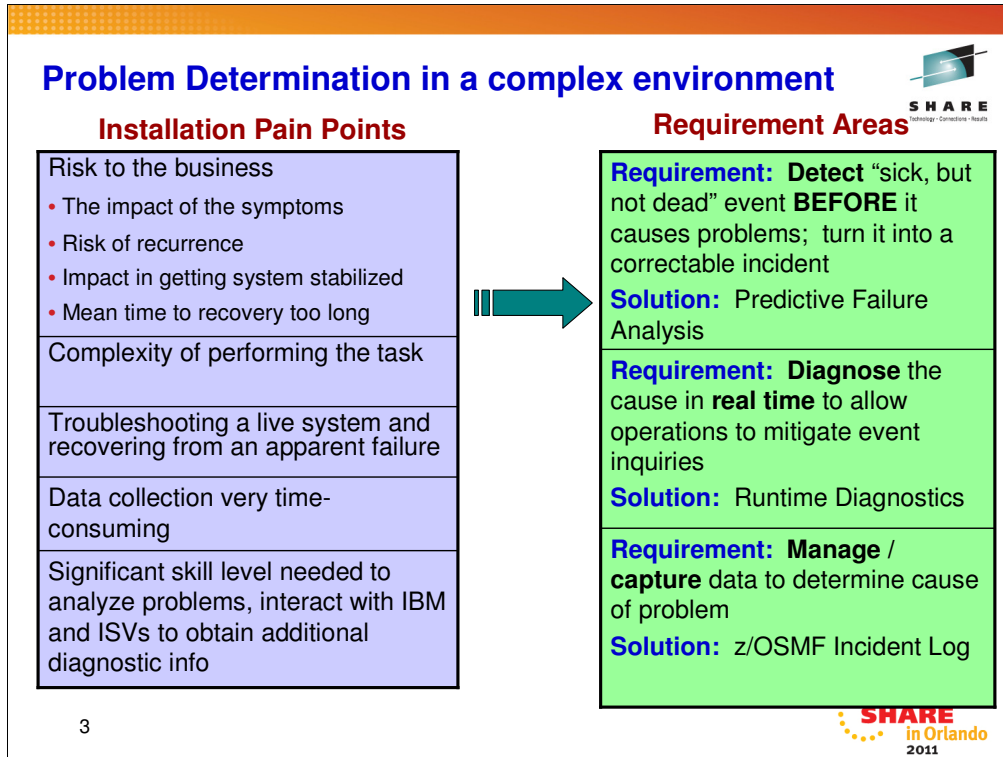 Problem Determination in a complex environment
SHARE
Technology - Connections - Results
Installation Pain Points
Risk to the business
• The impact of the symptoms
• Risk of recurrence
• Impact in getting system stabilized
• Mean time to recovery too long
Complexity of performing the task
Troubleshooting a live system and
recovering from an apparent failure
Data collection very time-
consuming
Significant skill level needed to
analyze problems, interact with IBM
and ISVs to obtain additional
diagnostic info
Requirement Areas
Requirement: Detect “sick, but
not dead” event BEFORE it
causes problems; turn it into a
correctable incident
Solution: Predictive Failure
Analysis
Requirement: Diagnose the
cause in real time to allow
operations to mitigate event
inquiries
Solution: Runtime Diagnostics
Requirement: Manage /
capture data to determine cause
of problem
Solution: z/OSMF Incident Log
3
SHARE
in Orlando
2011